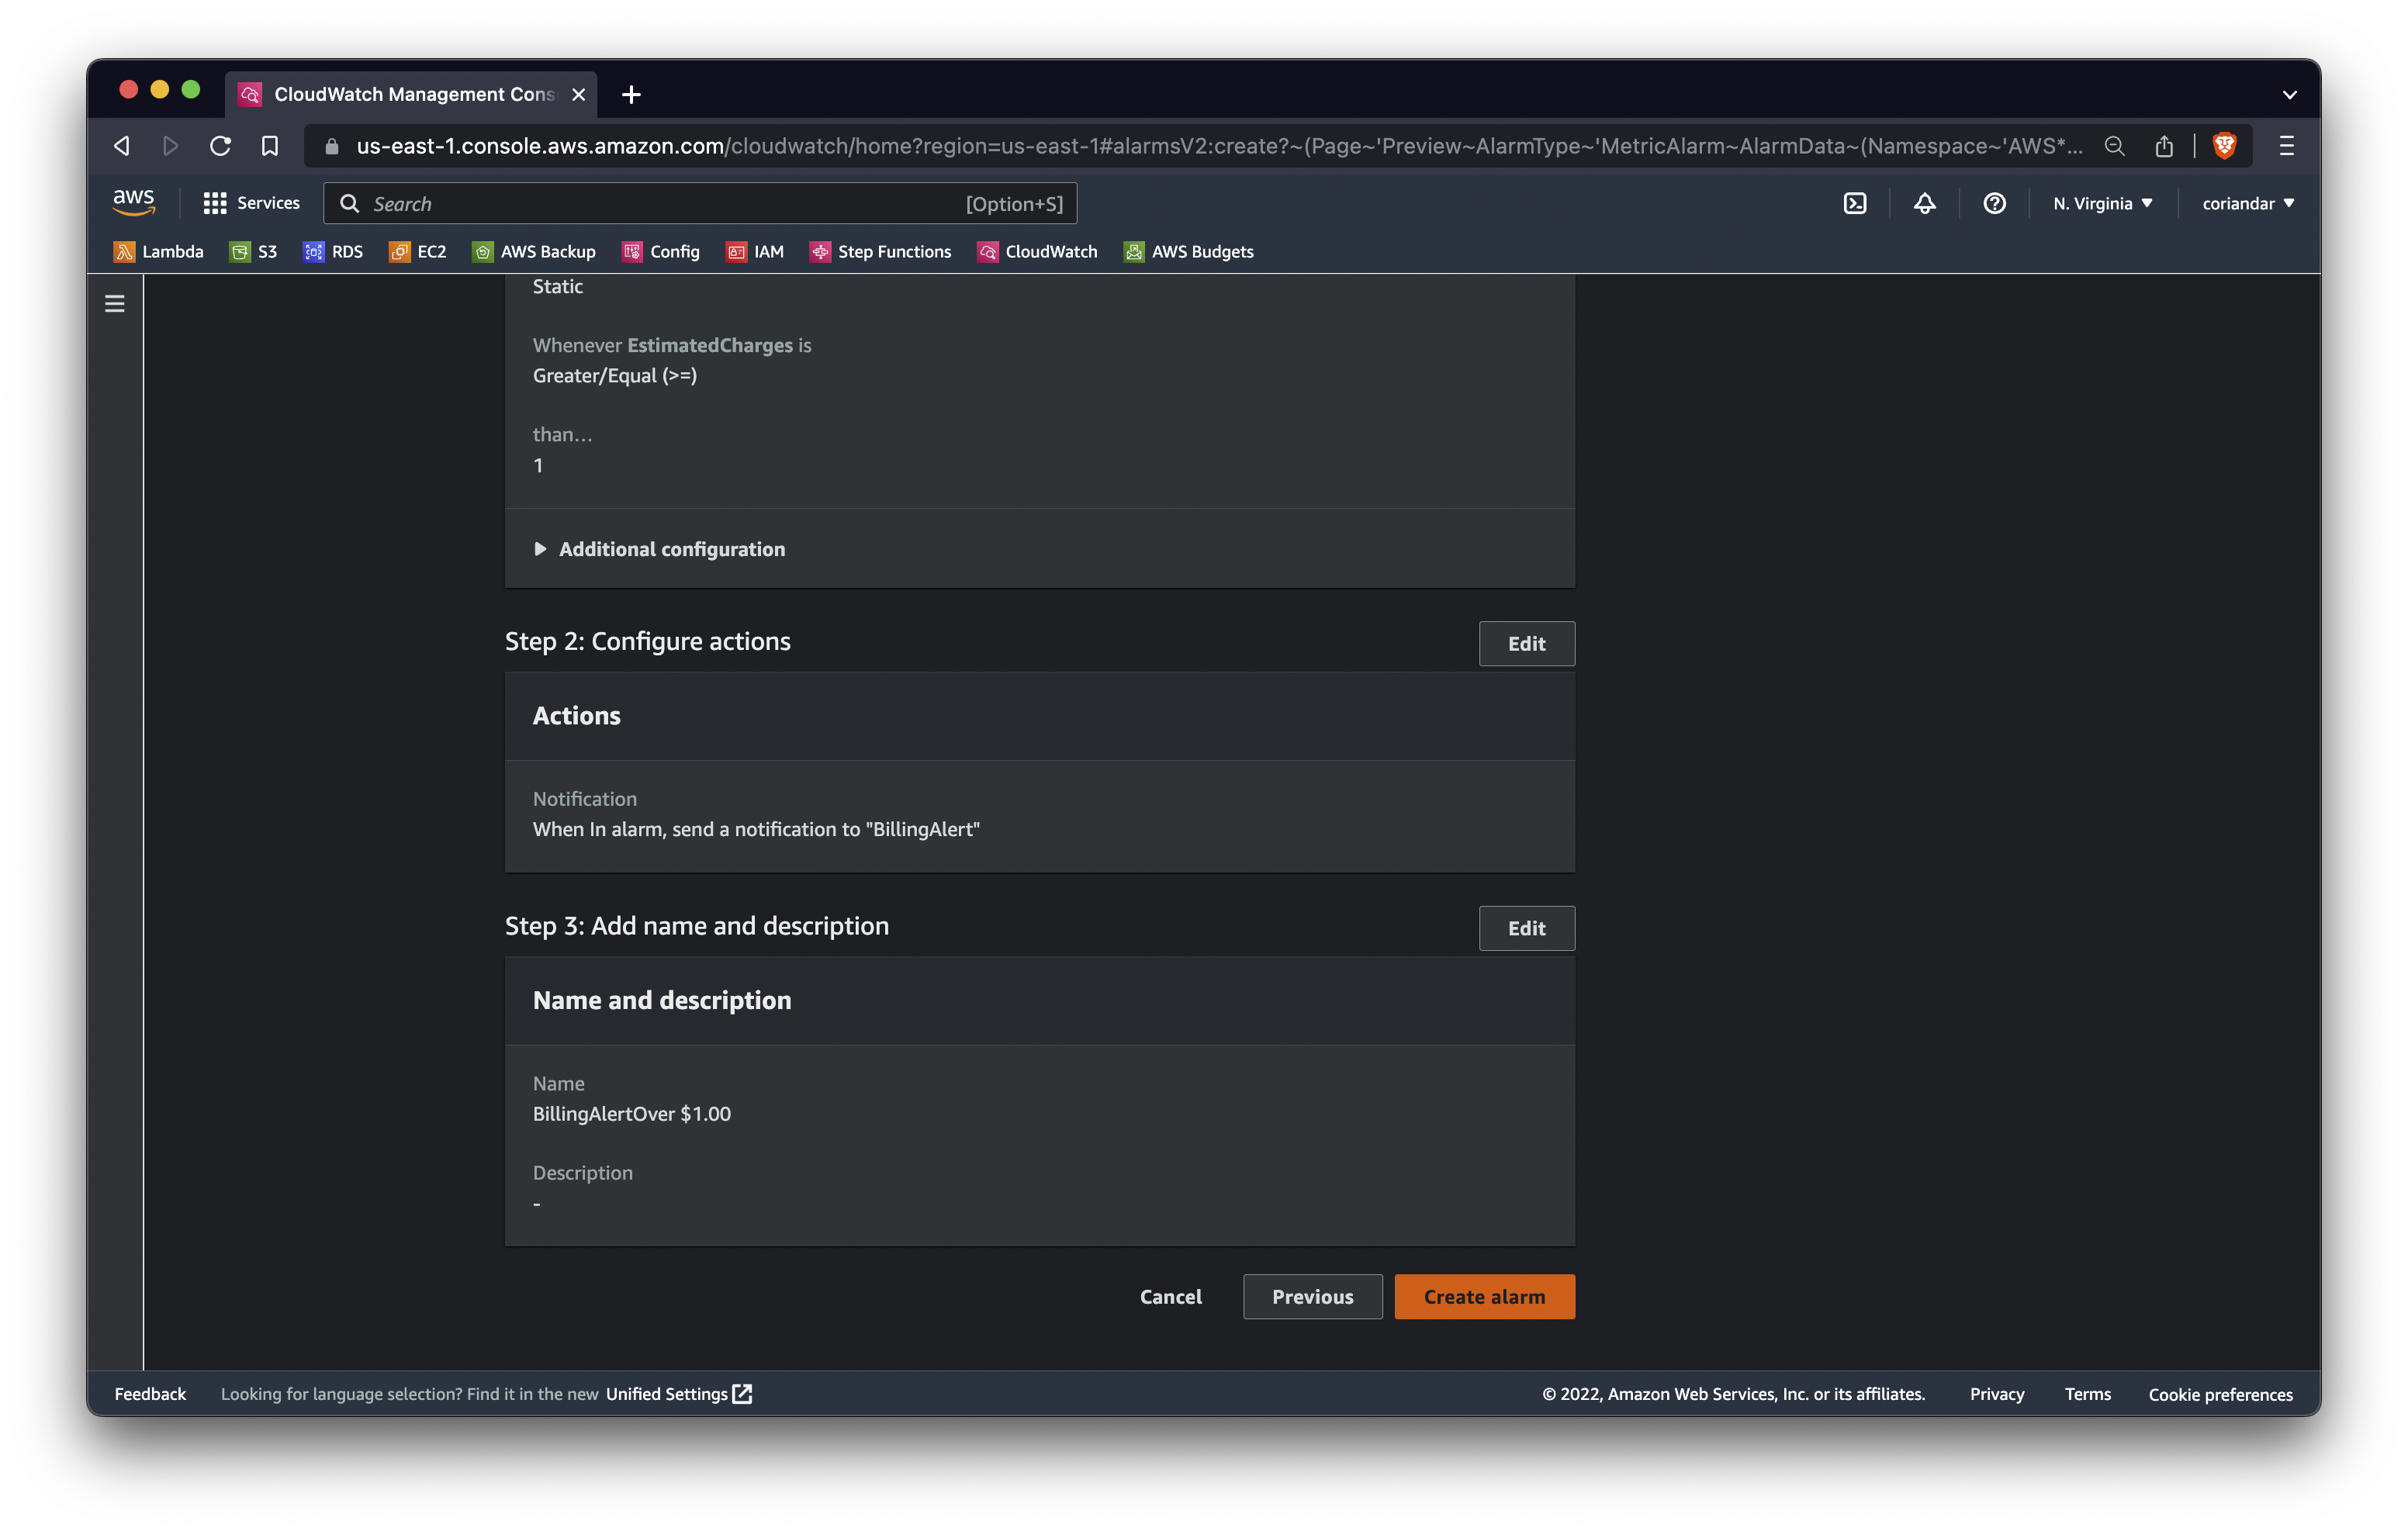 CloudWatch Management Cons
us-east-1.console.aws.amazon.com/cloudwatch/home?region=us-east-1#alarmsV2:create?~(Page~'Preview~AlarmType~'MetricAlarm~AlarmData~(Namespace~'AWS*...
aws Services Search [Option+S] N. Virginia coriandar
Lambda S3 RDS EC2 AWS Backup Config IAM Step Functions CloudWatch AWS Budgets
Static
Whenever EstimatedCharges is
Greater/Equal (>=)
than...
1
Additional configuration
Step 2: Configure actions Edit
Actions
Notification
When In alarm, send a notification to "BillingAlert"
Step 3: Add name and description Edit
Name and description
Name
BillingAlertOver $1.00
Description
-
Cancel Previous Create alarm
Feedback Looking for language selection? Find it in the new Unified Settings © 2022, Amazon Web Services, Inc. or its affiliates. Privacy Terms Cookie preferences